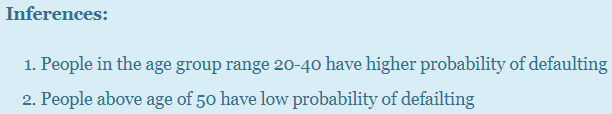 Inferences:
1. People in the age group range 20-40 have higher probability of defaulting
2. People above age of 50 have low probability of defailting